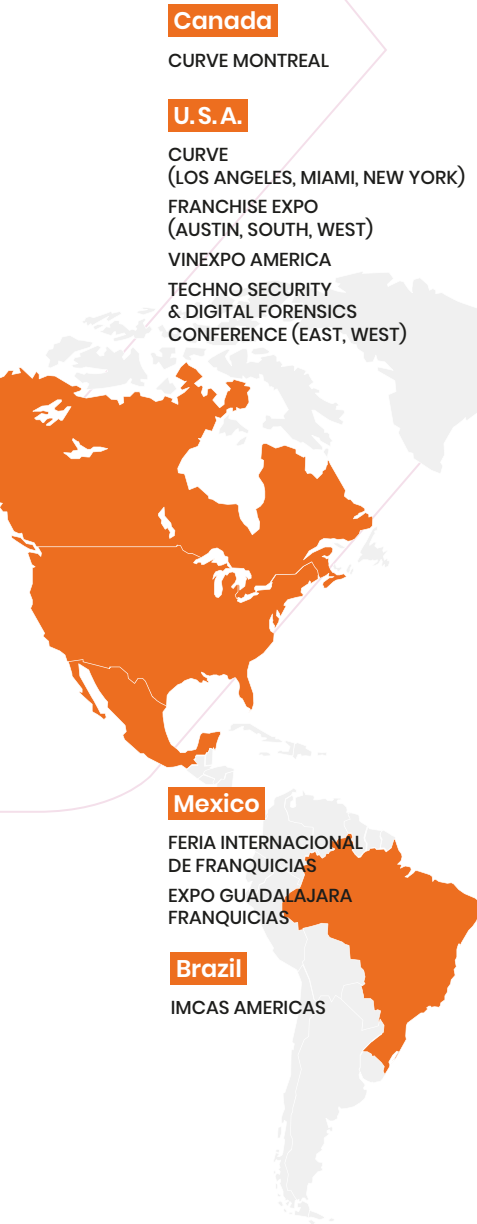 Canada
CURVE MONTREAL
U.S.A.
CURVE
(LOS ANGELES, MIAMI, NEW YORK)
FRANCHISE EXPO
(AUSTIN, SOUTH, WEST)
VINEXPO AMERICA
TECHNO SECURITY
& DIGITAL FORENSICS
CONFERENCE (EAST, WEST)
Mexico
FERIA INTERNACIONAL
DE FRANQUICIAS
EXPO GUADALAJARA
FRANQUICIAS
Brazil
IMCAS AMERICAS